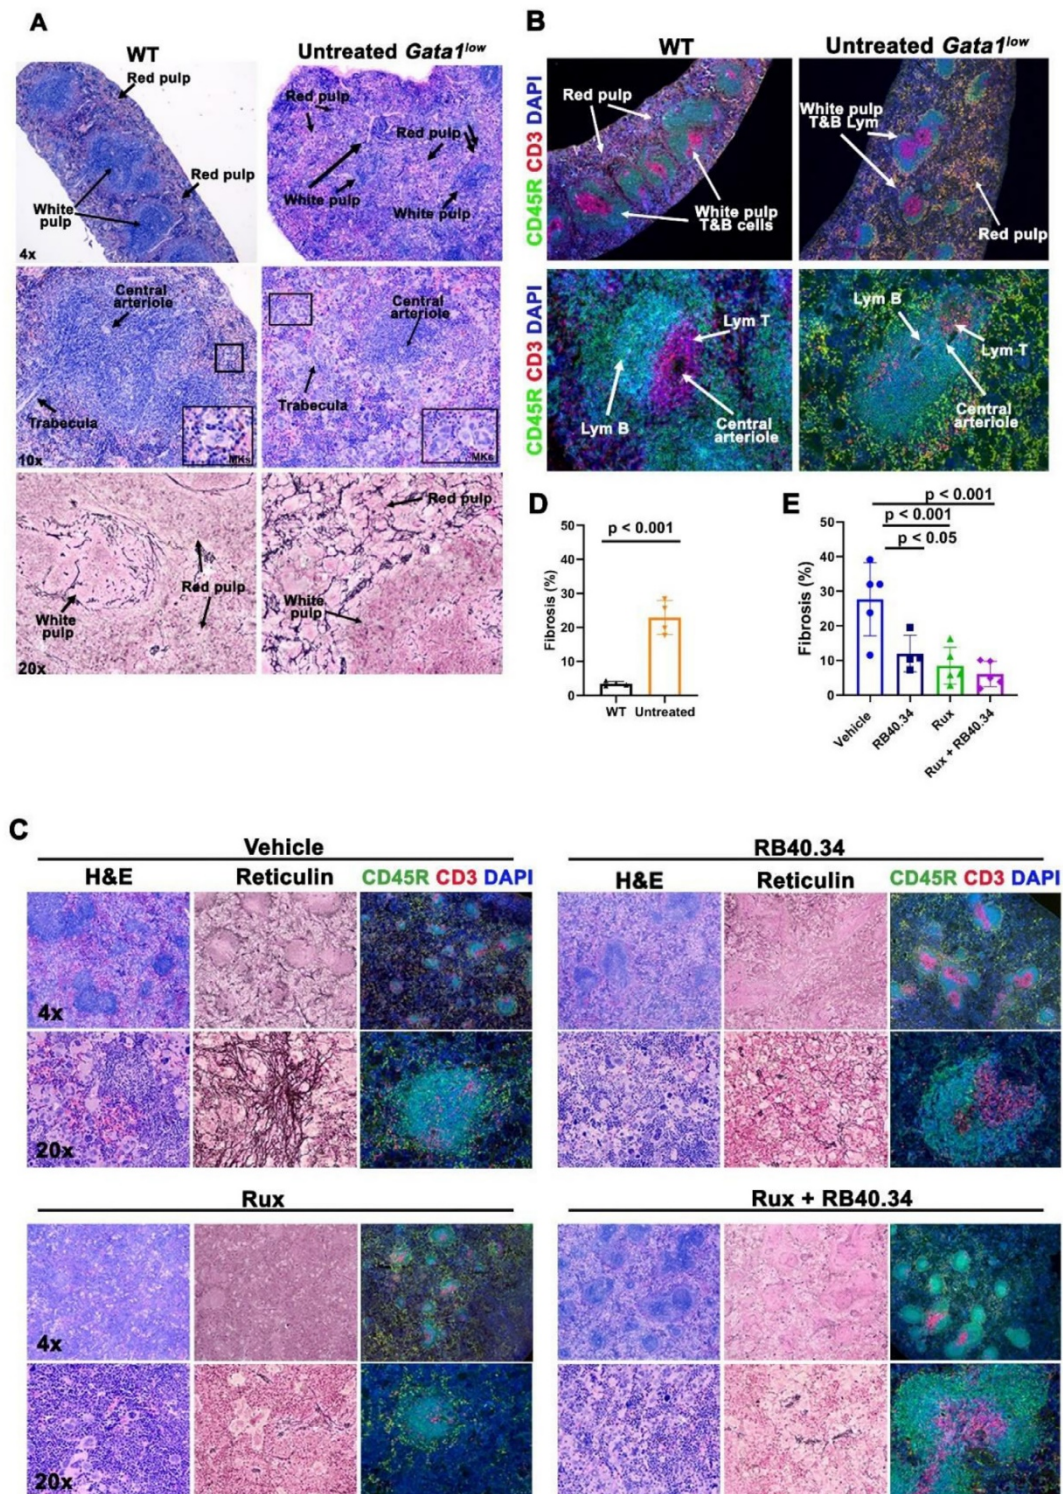 A
WT
Untreated Gata1low
Red pulp
Red pulp
White
pulp
4x
Red pulp
Red pulp
White pulp
White pulp
Central
arteriole
Trabecula
10x
MKs
Central
arteriole
Trabecula
MKs
White
pulp
Red pulp
20x
Red pulp
White
pulp
B
WT
Untreated Gata1low
CD45R CD3 DAPI
Red pulp
White pulp
T&B cells
White pulp
T&B Lym
Red pulp
CD45R CD3 DAPI
Lym T
Lym B
Central
arteriole
Lym B
Lym T
Central
arteriole
D
p < 0.001
Fibrosis (%)
50
40
30
20
10
0
WT Untreated
E
p < 0.001
p < 0.001
p < 0.05
Fibrosis (%)
50
40
30
20
10
0
Vehicle
RB40.34
Rux
Rux + RB40.34
C
Vehicle
H&E Reticulin CD45R CD3 DAPI
4x
20x
RB40.34
H&E Reticulin CD45R CD3 DAPI
Rux
4x
20x
Rux + RB40.34